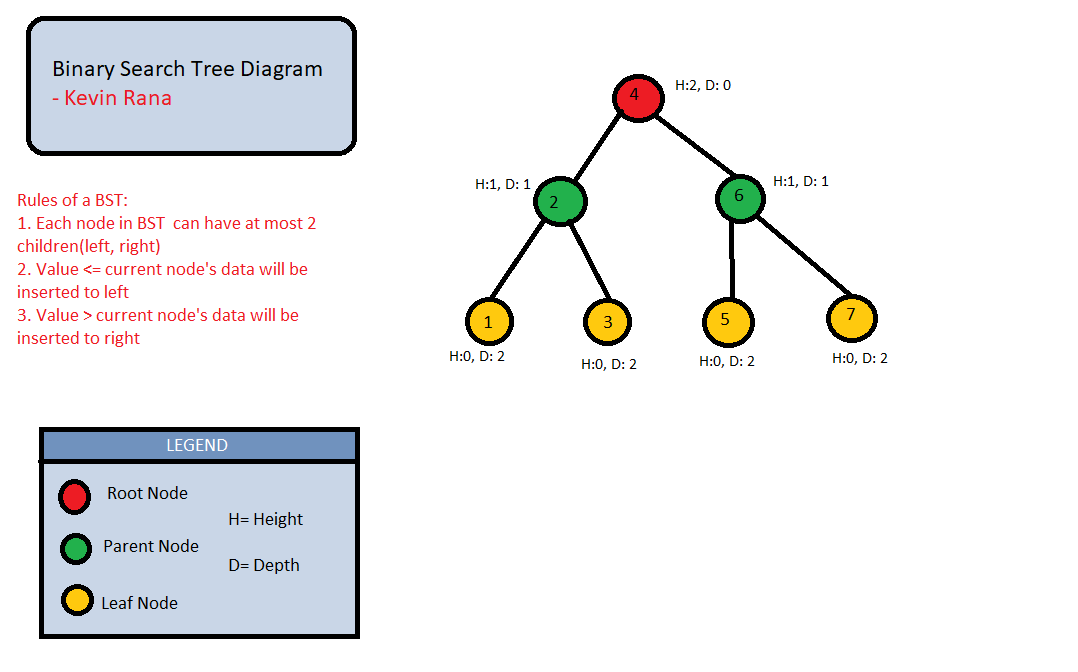 Binary Search Tree Diagram
- Kevin Rana
Rules of a BST:
1. Each node in BST  can have at most 2
children(left, right)
2. Value <= current node's data will be
inserted to left
3. Value > current node's data will be
inserted to right
4
H:2, D: 0
H:1, D: 1
2
6
H:1, D: 1
1
3
5
7
H:0, D: 2
H:0, D: 2
H:0, D: 2
H:0, D: 2
LEGEND
Root Node
H= Height
Parent Node
D= Depth
Leaf Node